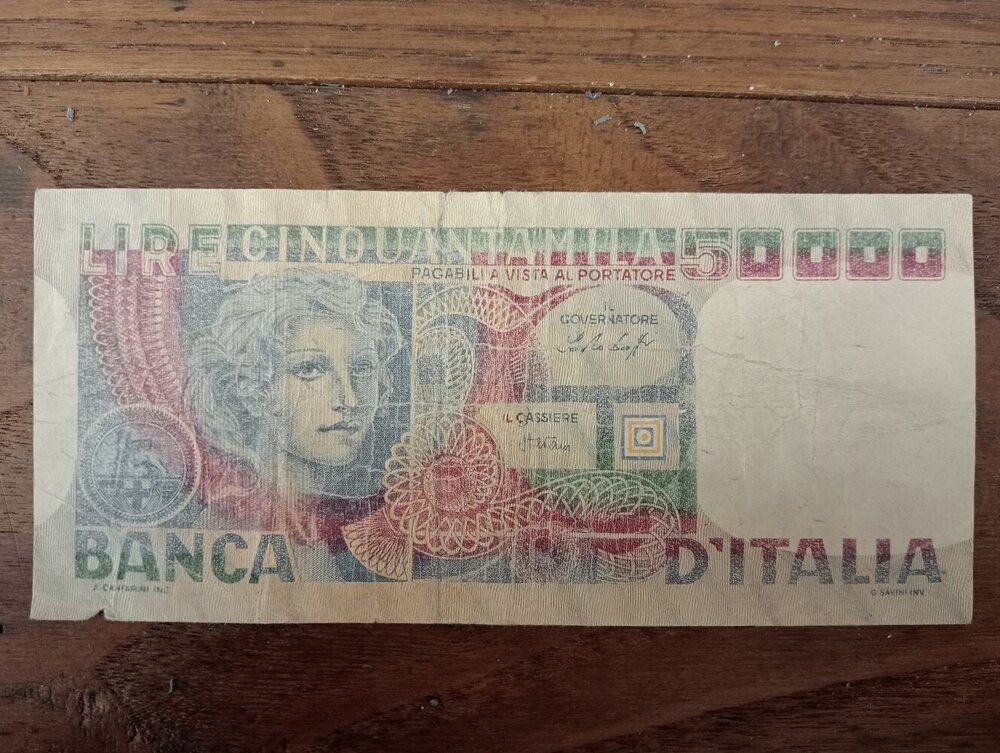 LIRE CINQUANTAMILA 50000
PAGABILI A VISTA AL PORTATORE
IL
GOVERNATORE
IL CASSIERE
BANCA D'ITALIA
G. SAVINI INV.